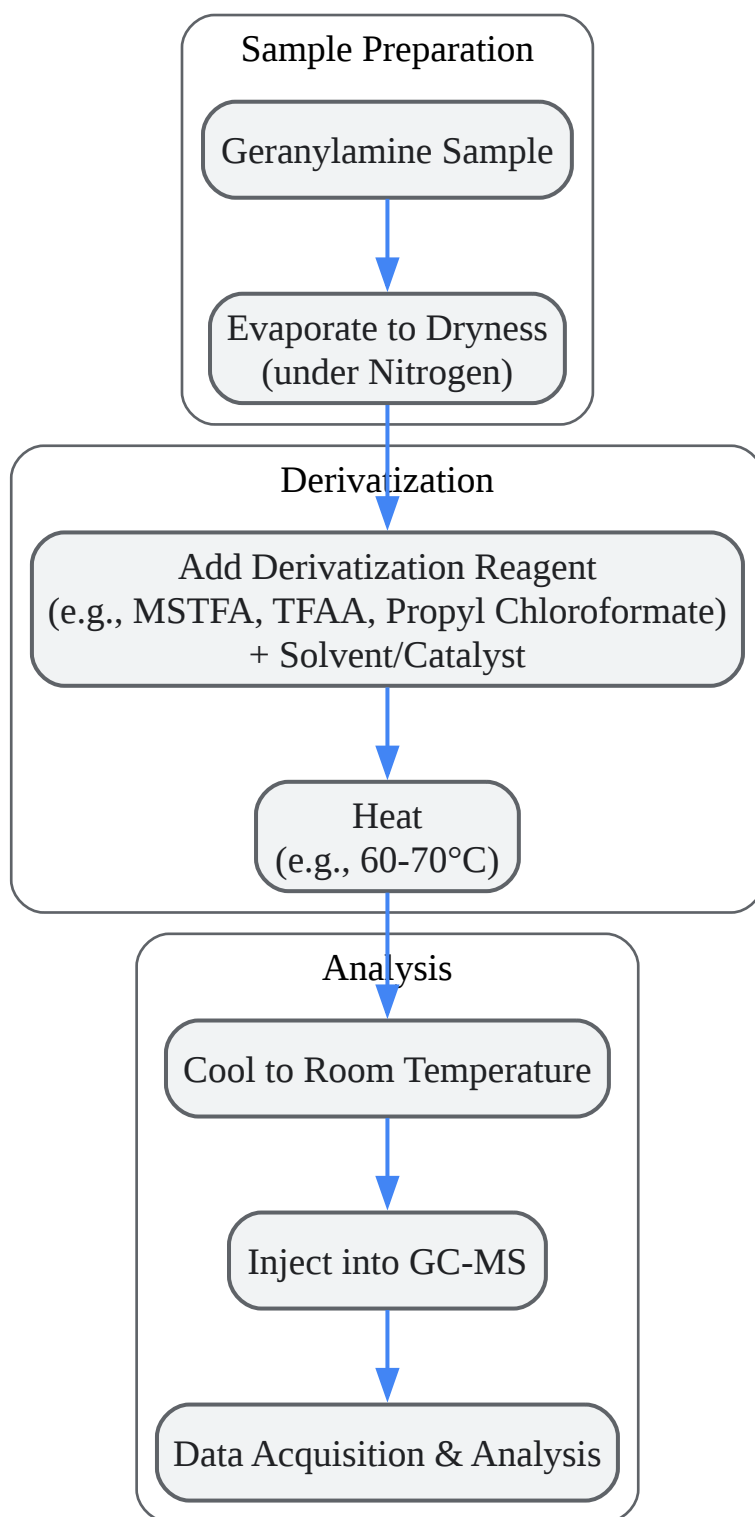 Sample Preparation
Geranylamine Sample
Evaporate to Dryness
(under Nitrogen)
Derivatization
Add Derivatization Reagent
(e.g., MSTFA, TFAA, Propyl Chloroformate)
+ Solvent/Catalyst
Heat
(e.g., 60-70°C)
Analysis
Cool to Room Temperature
Inject into GC-MS
Data Acquisition & Analysis